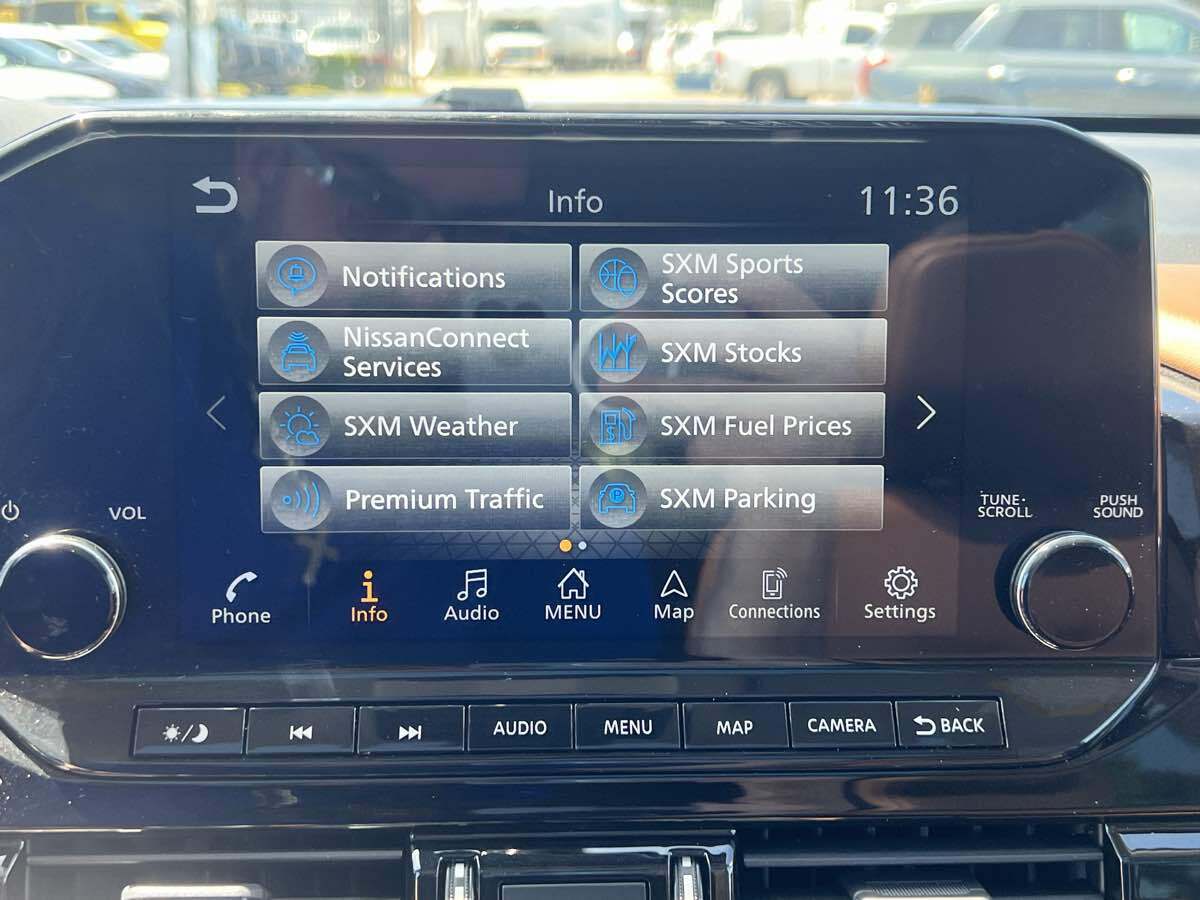 Info
11:36
Notifications
SXM Sports
Scores
NissanConnect
Services
SXM Stocks
SXM Weather
SXM Fuel Prices
Premium Traffic
SXM Parking
VOL
TUNE·
SCROLL
PUSH
SOUND
Phone
Info
Audio
MENU
Map
Connections
Settings
AUDIO
MENU
MAP
CAMERA
BACK